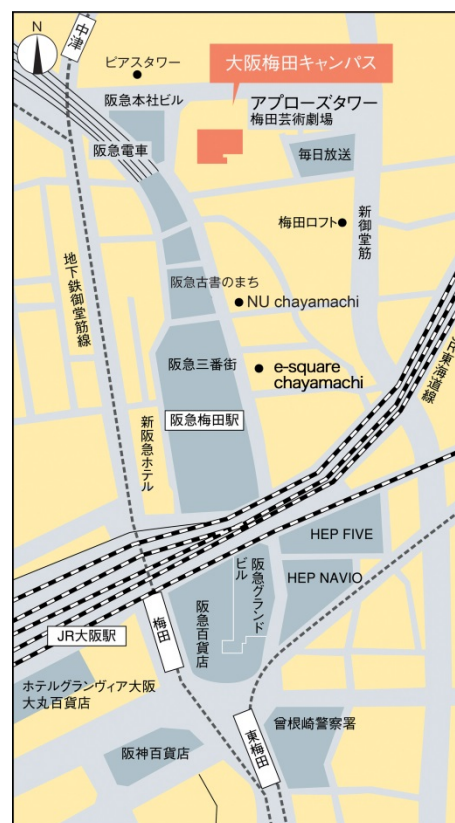 N
中津
ピアスタワー
大阪梅田キャンパス
阪急本社ビル
アプローズタワー
梅田芸術劇場
阪急電車
毎日放送
梅田ロフト
新御堂筋
地下鉄御堂筋線
阪急古書のまち
NU chayamachi
JR東海道線
阪急三番街
e-square
chayamachi
阪急梅田駅
新阪急ホテル
HEP FIVE
阪急グランド
ビル
HEP NAVIO
梅田
阪急百貨店
JR大阪駅
ホテルグランヴィア大阪
大丸百貨店
曾根崎警察署
東梅田
阪神百貨店